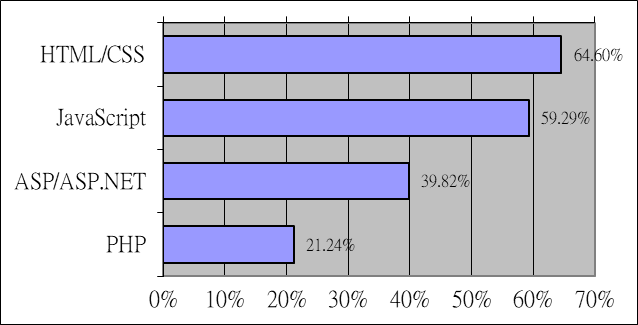 HTML/CSS 64.60%
JavaScript 59.29%
ASP/ASP.NET 39.82%
PHP 21.24%
0% 10% 20% 30% 40% 50% 60% 70%